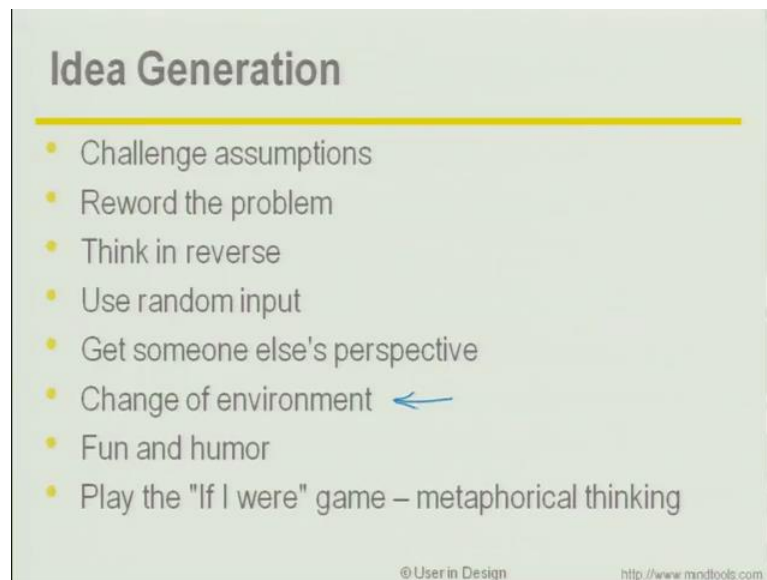 Idea Generation
• Challenge assumptions
• Reword the problem
• Think in reverse
• Use random input
• Get someone else's perspective
• Change of environment
• Fun and humor
• Play the "If I were" game – metaphorical thinking
© User in Design http://www.mindtools.com